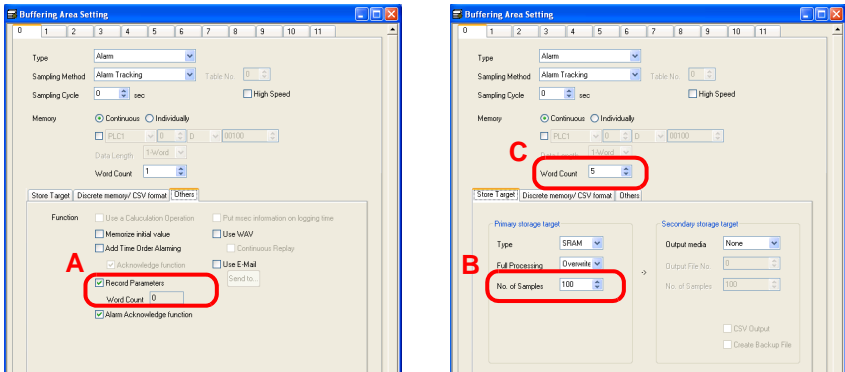 Buffering Area Setting
0 1 2 3 4 5 6 7 8 9 10 11
Type Alarm
Sampling Method Alarm Tracking Table No. 0
Sampling Cycle 0 sec High Speed
Memory Continuous Individually
PLC1 0 D 00100
Data Length 1-Word
Word Count 1
Store Target Discrete memory/ CSV format Others
Function Use a Caluculation Operation Put msec information on logging time
Memorize initial value Use WAV
Add Time Order Alarming Continuous Replay
A
Acknowledge function Use E-Mail
Record Parameters Send to...
Word Count 0
Alarm Acknowledge function
Buffering Area Setting
0 1 2 3 4 5 6 7 8 9 10 11
Type Alarm
Sampling Method Alarm Tracking Table No. 0
Sampling Cycle 0 sec High Speed
Memory Continuous Individually
PLC1 0 D 00100
C
Data Length 1-Word
Word Count 5
Store Target Discrete memory/ CSV format Others
Primary storage target Secondary storage target
Type SRAM Output media None
B
Full Processing Overwrite -> Output File No. 0
No. of Samples 100 No. of Samples 100
CSV Output
Create Backup File